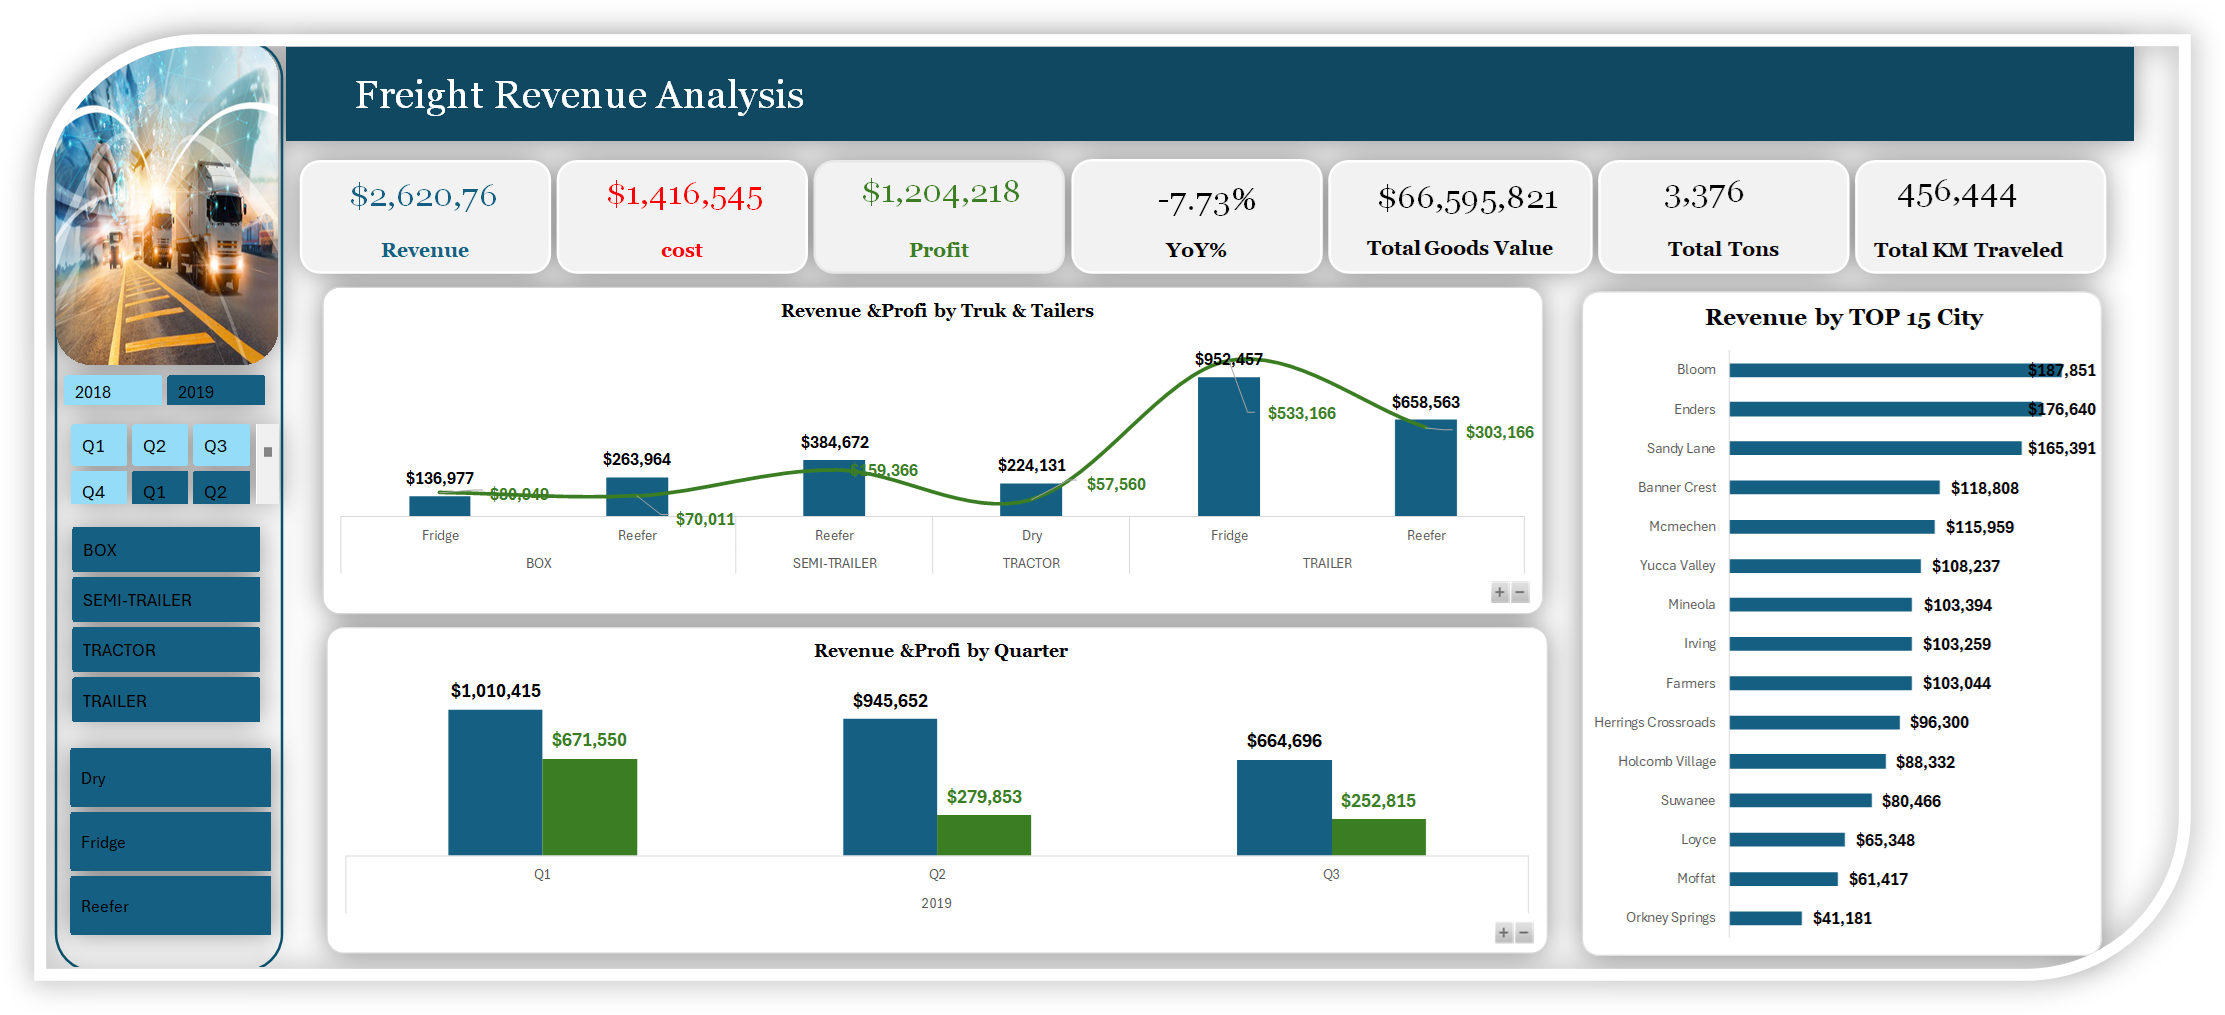 Freight Revenue Analysis
$2,620,76
Revenue
$1,416,545
cost
$1,204,218
Profit
-7.73%
YoY%
$66,595,821
Total Goods Value
3,376
Total Tons
456,444
Total KM Traveled
2018
2019
Q1
Q2
Q3
Q4
Q1
Q2
BOX
SEMI-TRAILER
TRACTOR
TRAILER
Dry
Fridge
Reefer
Revenue &Profi by Truk & Tailers
$136,977
$80,949
$263,964
$70,011
$384,672
$159,366
$224,131
$57,560
$952,457
$533,166
$658,563
$303,166
Fridge
Reefer
Reefer
Dry
Fridge
Reefer
BOX
SEMI-TRAILER
TRACTOR
TRAILER
+ −
Revenue &Profi by Quarter
$1,010,415
$671,550
$945,652
$279,853
$664,696
$252,815
Q1
Q2
Q3
2019
+ −
Revenue by TOP 15 City
Bloom $187,851
Enders $176,640
Sandy Lane $165,391
Banner Crest $118,808
Mcmechen $115,959
Yucca Valley $108,237
Mineola $103,394
Irving $103,259
Farmers $103,044
Herrings Crossroads $96,300
Holcomb Village $88,332
Suwanee $80,466
Loyce $65,348
Moffat $61,417
Orkney Springs $41,181